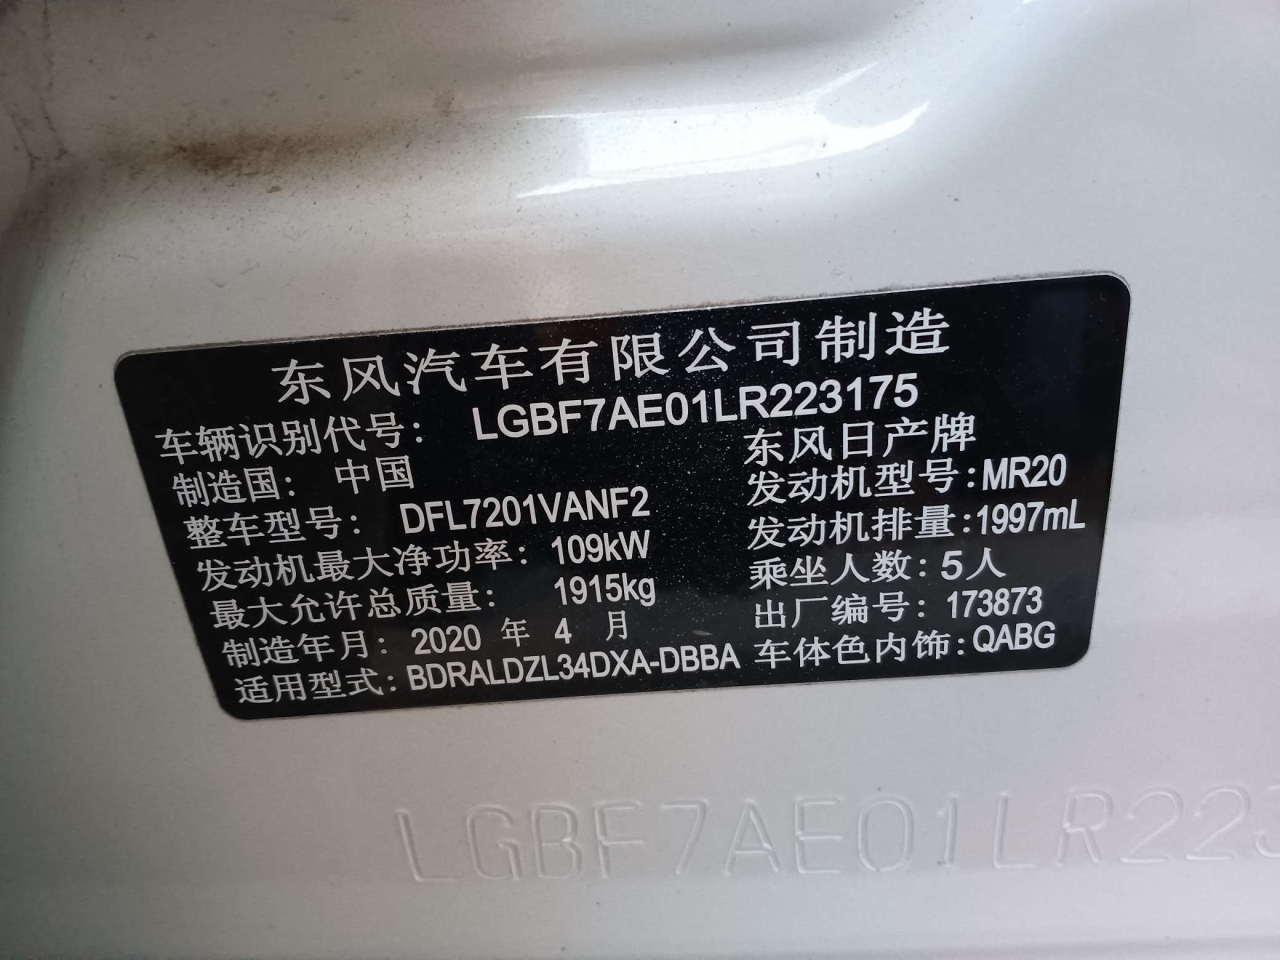 东风汽车有限公司制造
车辆识别代号: LGBF7AE01LR223175
制造国: 中国 东风日产牌
整车型号: DFL7201VANF2 发动机型号:MR20
发动机最大净功率: 109kW 发动机排量:1997mL
最大允许总质量: 1915kg 乘坐人数: 5人
制造年月: 2020 年 4 月 出厂编号: 173873
适用型式: BDRALDZL34DXA-DBBA 车体色内饰:QABG
LGBF7AE01LR223